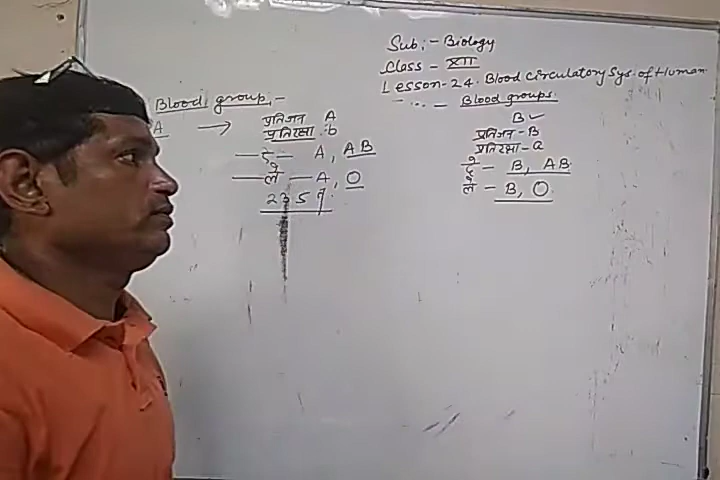 Sub:- Biology
Class - XII
Lesson-24. Blood Circulatory Sys. of Human
- ... - Blood groups.
Blood group:-
A → प्रतिजन A
प्रतिरक्षा :b
— दे — A, AB
— ले — A, O
2357
B ✓
प्रतिजन - B
प्रतिरक्षा - a
दे - B, AB
ले - B, O